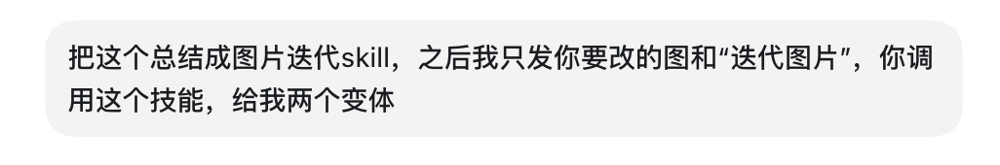 把这个总结成图片迭代skill，之后我只发你要改的图和“迭代图片”，你调
用这个技能，给我两个变体